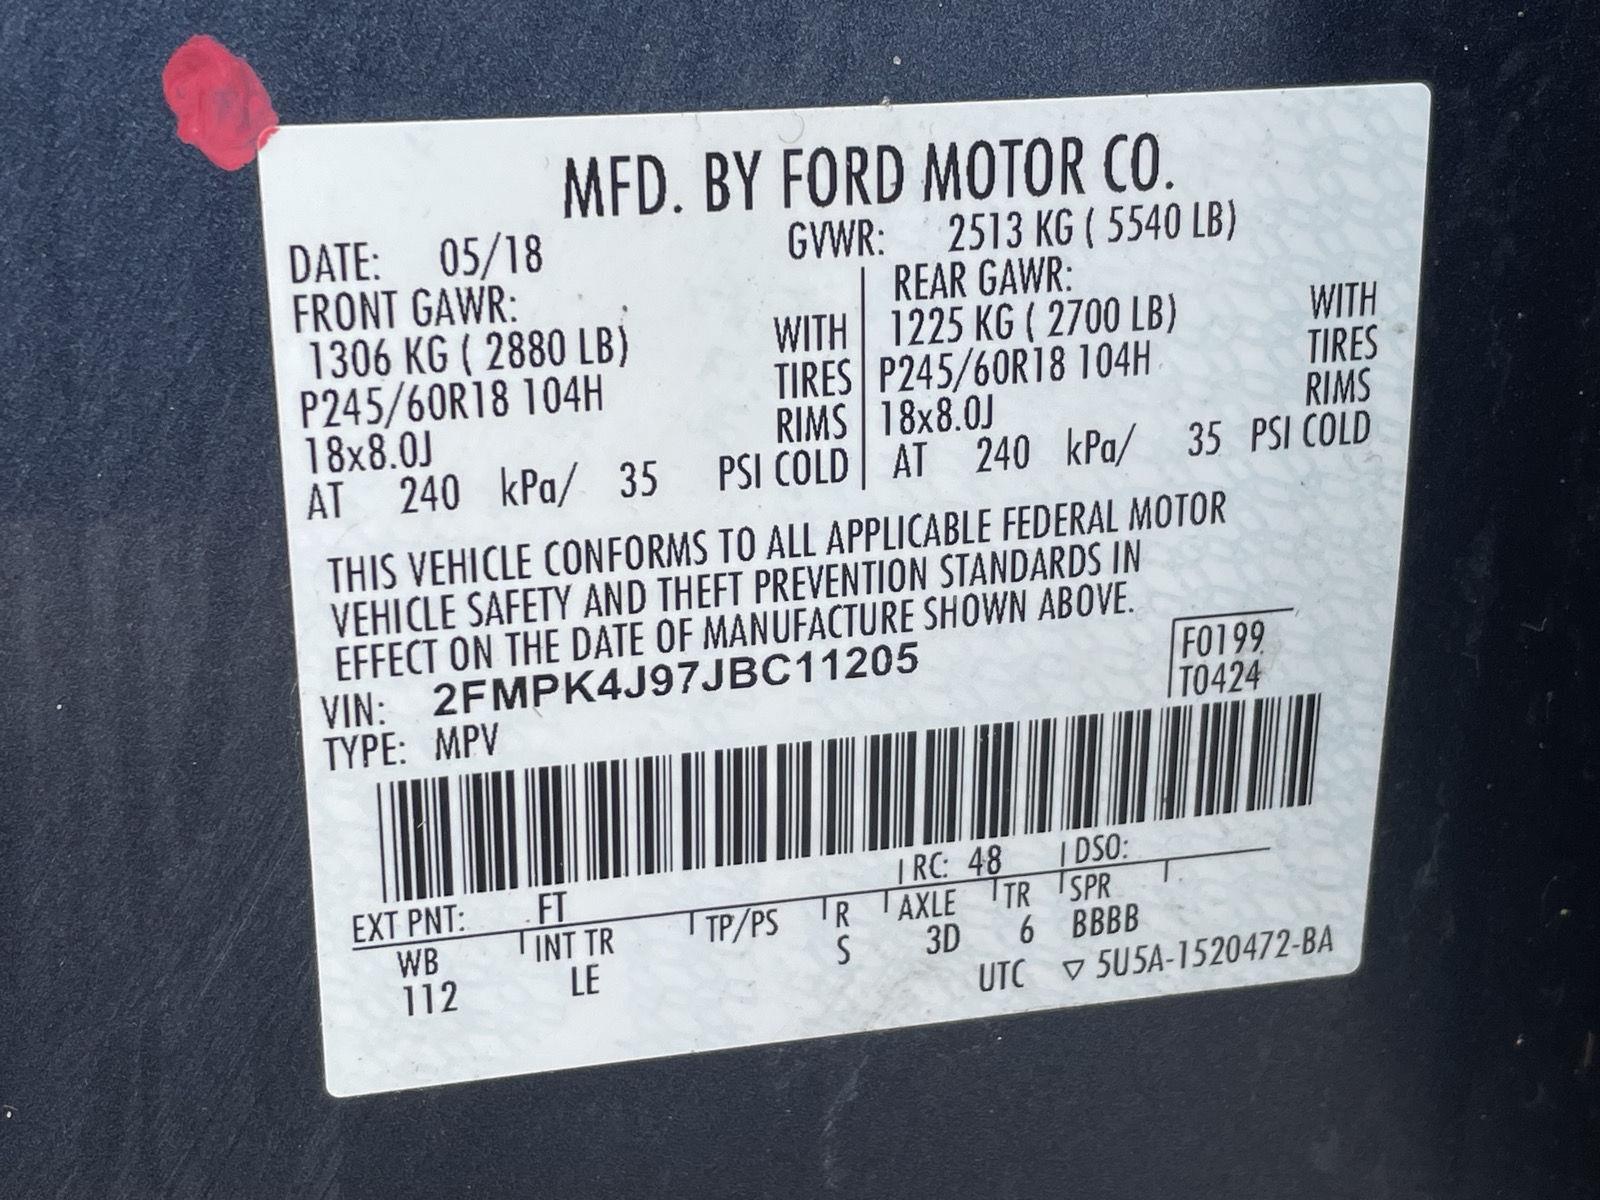 MFD. BY FORD MOTOR CO.
DATE: 05/18 GVWR: 2513 KG ( 5540 LB)
FRONT GAWR: REAR GAWR:
1306 KG ( 2880 LB) WITH 1225 KG ( 2700 LB) WITH
P245/60R18 104H TIRES P245/60R18 104H TIRES
18x8.0J RIMS 18x8.0J RIMS
AT 240 kPa/ 35 PSI COLD AT 240 kPa/ 35 PSI COLD
THIS VEHICLE CONFORMS TO ALL APPLICABLE FEDERAL MOTOR
VEHICLE SAFETY AND THEFT PREVENTION STANDARDS IN
EFFECT ON THE DATE OF MANUFACTURE SHOWN ABOVE.
VIN: 2FMPK4J97JBC11205 F0199
TYPE: MPV T0424
EXT PNT: FT RC: 48 DSO:
WB INT TR TP/PS R AXLE TR SPR
112 LE S 3D 6 BBBB
UTC ▽ 5U5A-1520472-BA